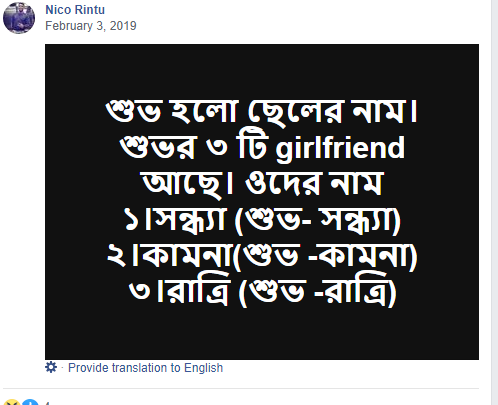 Nico Rintu
February 3, 2019
শুভ হলো ছেলের নাম।
শুভর ৩ টি girlfriend
আছে। ওদের নাম
১।সন্ধ্যা (শুভ- সন্ধ্যা)
২।কামনা(শুভ -কামনা)
৩।রাত্রি (শুভ -রাত্রি)
· Provide translation to English